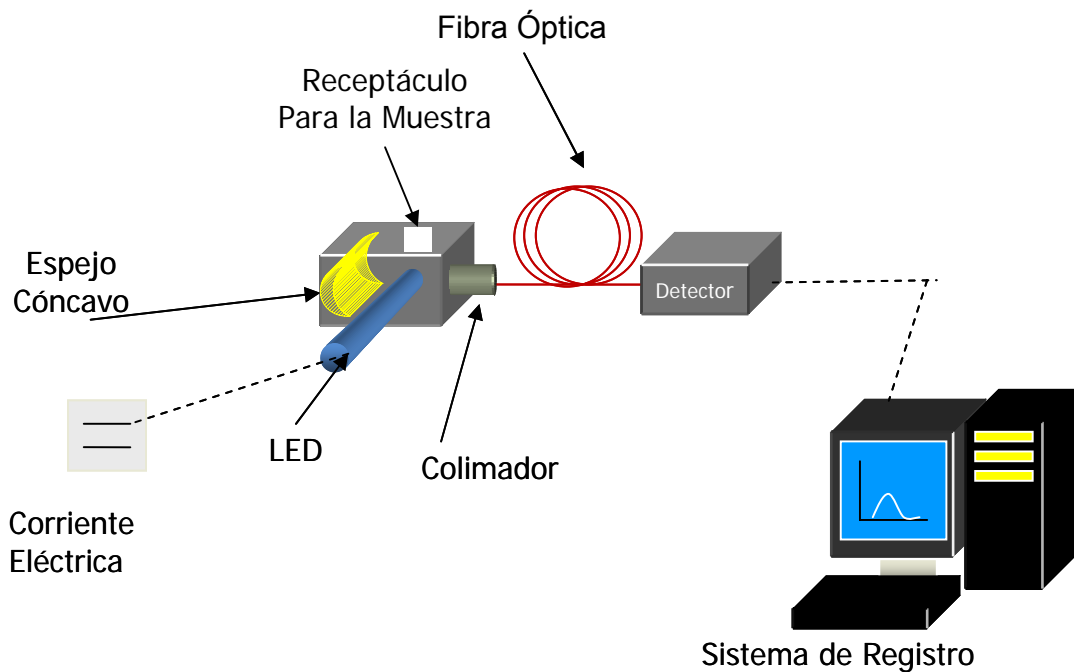 Fibra Óptica
Receptáculo
Para la Muestra
Espejo
Cóncavo
Detector
LED
Colimador
Corriente
Eléctrica
Sistema de Registro